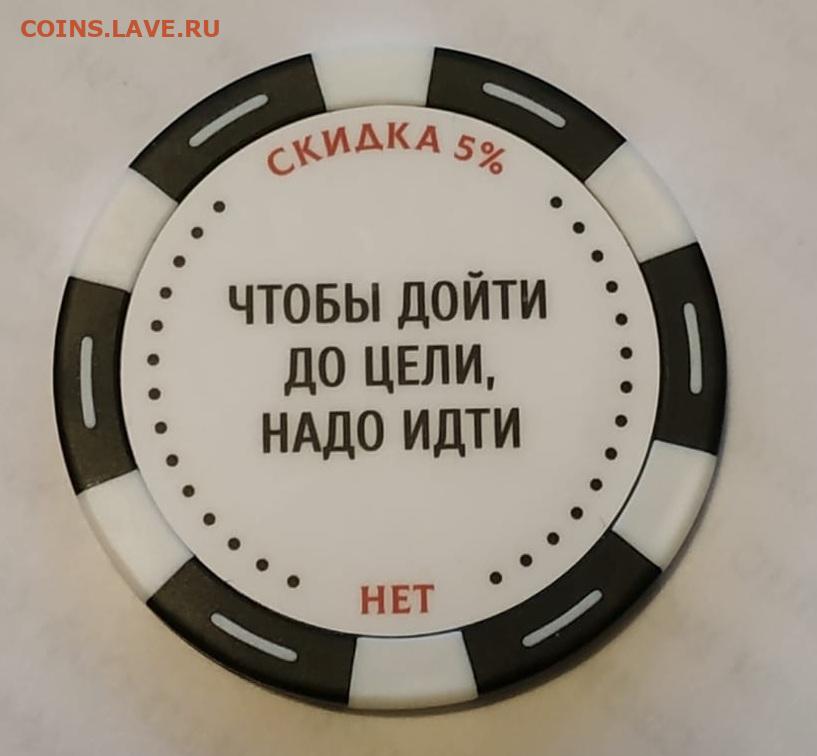 COINS.LAVE.RU
СКИДКА 5%
ЧТОБЫ ДОЙТИ
ДО ЦЕЛИ,
НАДО ИДТИ
НЕТ